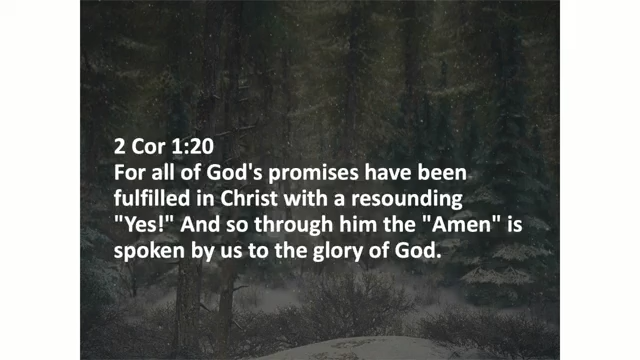 2 Cor 1:20
For all of God's promises have been
fulfilled in Christ with a resounding
"Yes!" And so through him the "Amen" is
spoken by us to the glory of God.